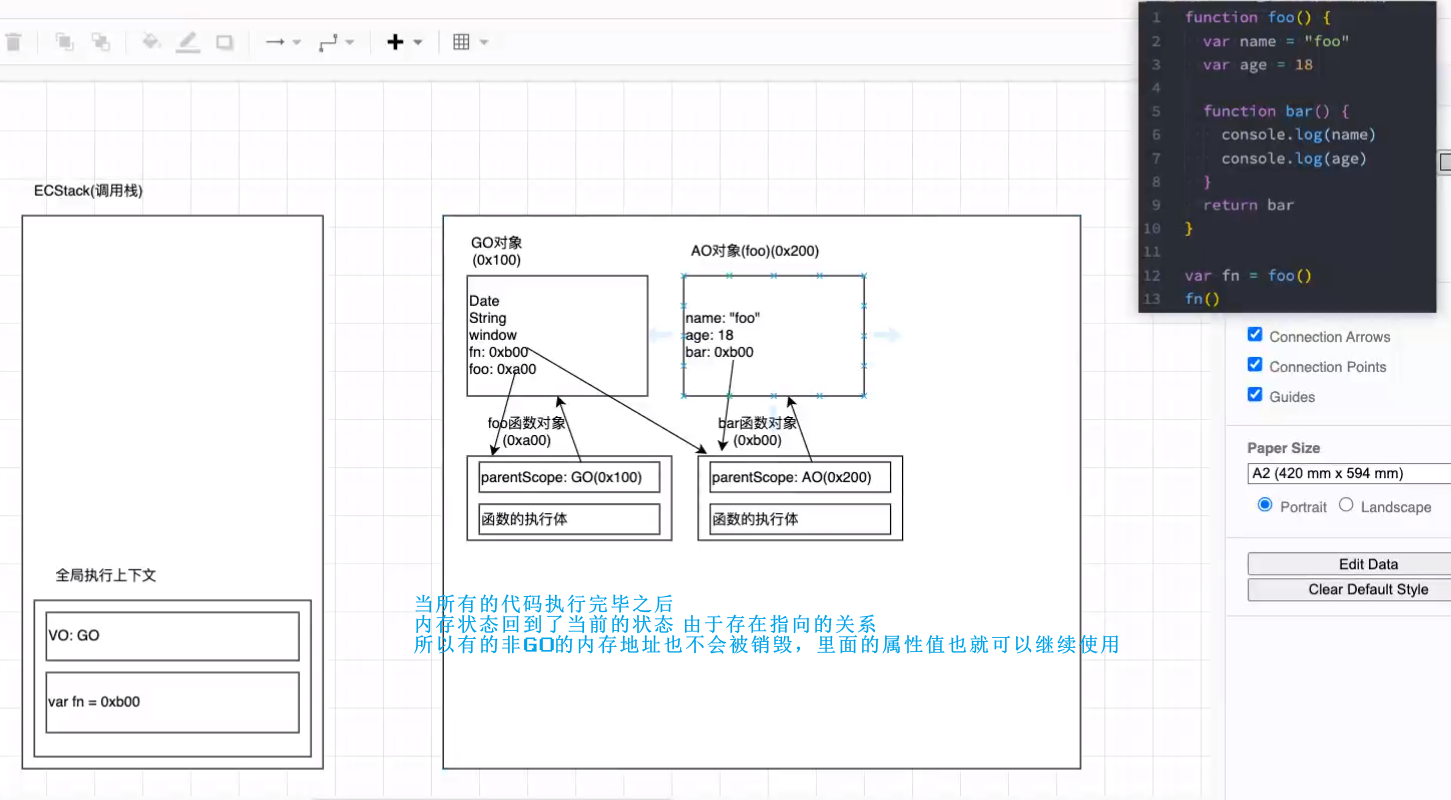 1 function foo() {
2 var name = "foo"
3 var age = 18
4
5 function bar() {
6 console.log(name)
7 console.log(age)
8 }
9 return bar
10 }
11
12 var fn = foo()
13 fn()
ECStack(调用栈)
全局执行上下文
VO: GO
var fn = 0xb00
GO对象
(0x100)
Date
String
window
fn: 0xb00
foo: 0xa00
AO对象(foo)(0x200)
name: "foo"
age: 18
bar: 0xb00
foo函数对象
(0xa00)
parentScope: GO(0x100)
函数的执行体
bar函数对象
(0xb00)
parentScope: AO(0x200)
函数的执行体
当所有的代码执行完毕之后
内存状态回到了当前的状态 由于存在指向的关系
所以有的非GO的内存地址也不会被销毁，里面的属性值也就可以继续使用
Connection Arrows
Connection Points
Guides
Paper Size
A2 (420 mm x 594 mm)
Portrait Landscape
Edit Data
Clear Default Style